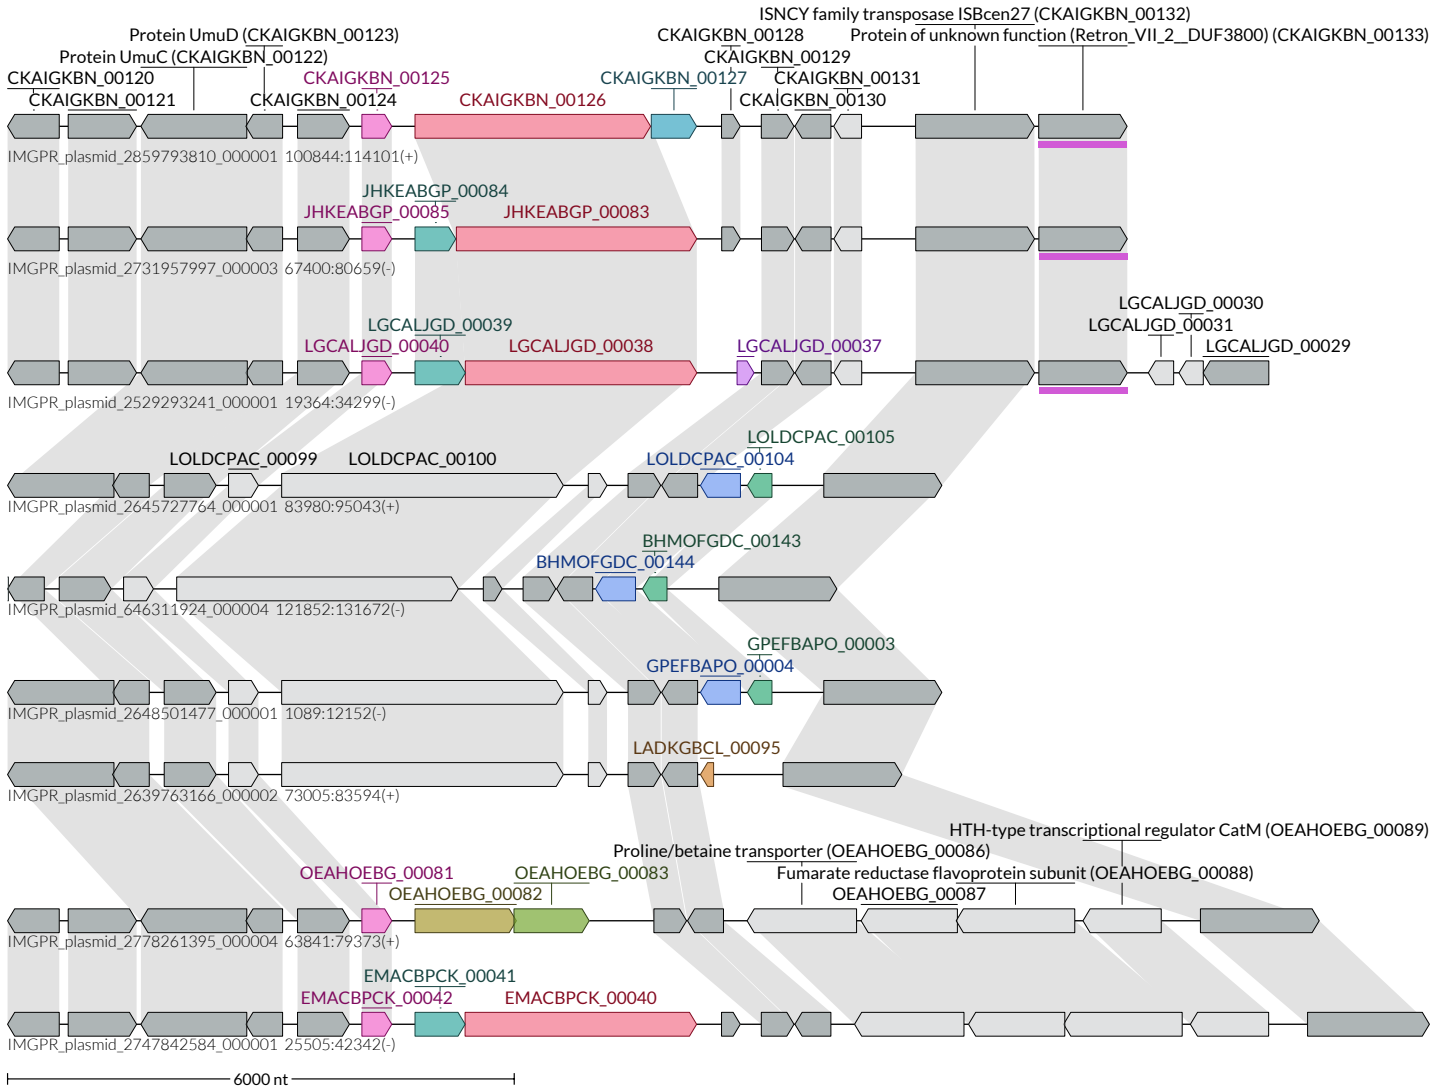 ISNCY family transposase ISBcen27 (CKAIGKBN_00132)
Protein UmuD (CKAIGKBN_00123)
CKAIGKBN_00128
Protein of unknown function (Retron_VII_2__DUF3800) (CKAIGKBN_00133)
Protein UmuC (CKAIGKBN_00122)
CKAIGKBN_00129
CKAIGKBN_00120
CKAIGKBN_00125
CKAIGKBN_00127
CKAIGKBN_00131
CKAIGKBN_00121
CKAIGKBN_00124
CKAIGKBN_00126
CKAIGKBN_00130
IMGPR_plasmid_2859793810_000001 100844:114101(+)
JHKEABGP_00084
JHKEABGP_00085
JHKEABGP_00083
IMGPR_plasmid_2731957997_000003 67400:80659(-)
LGCALJGD_00030
LGCALJGD_00039
LGCALJGD_00031
LGCALJGD_00040
LGCALJGD_00038
LGCALJGD_00037
LGCALJGD_00029
IMGPR_plasmid_2529293241_000001 19364:34299(-)
LOLDCPAC_00105
LOLDCPAC_00099
LOLDCPAC_00100
LOLDCPAC_00104
IMGPR_plasmid_2645727764_000001 83980:95043(+)
BHMOFGDC_00143
BHMOFGDC_00144
IMGPR_plasmid_646311924_000004 121852:131672(-)
GPEFBAPO_00003
GPEFBAPO_00004
IMGPR_plasmid_2648501477_000001 1089:12152(-)
LADKGBCL_00095
IMGPR_plasmid_2639763166_000002 73005:83594(+)
HTH-type transcriptional regulator CatM (OEAHOEBG_00089)
Proline/betaine transporter (OEAHOEBG_00086)
OEAHOEBG_00081
OEAHOEBG_00083
Fumarate reductase flavoprotein subunit (OEAHOEBG_00088)
OEAHOEBG_00082
OEAHOEBG_00087
IMGPR_plasmid_2778261395_000004 63841:79373(+)
EMACBPCK_00041
EMACBPCK_00042
EMACBPCK_00040
IMGPR_plasmid_2747842584_000001 25505:42342(-)
6000 nt